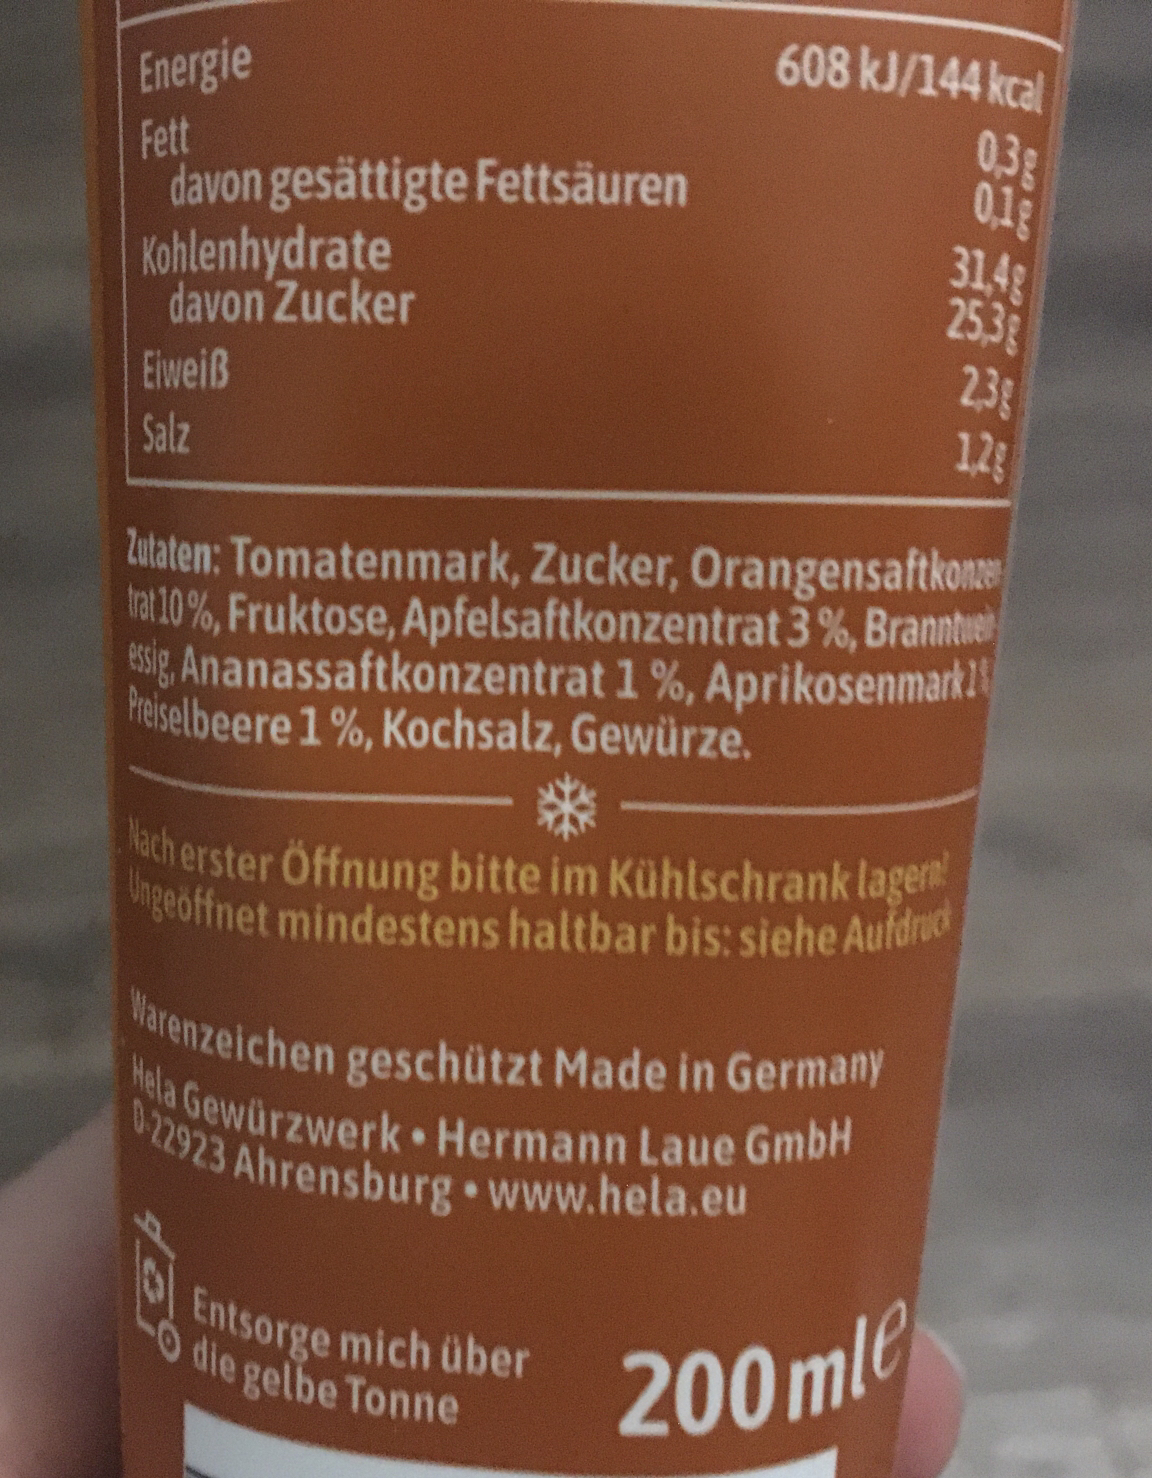 Energie 608 kJ/144 kcal
Fett 0,3g
davon gesättigte Fettsäuren 0,1g
Kohlenhydrate 31,4g
davon Zucker 25,3g
Eiweiß 2,3g
Salz 1,2g
Zutaten: Tomatenmark, Zucker, Orangensaftkonzen-
trat 10 %, Fruktose, Apfelsaftkonzentrat 3 %, Branntwein-
essig, Ananassaftkonzentrat 1 %, Aprikosenmark 1 %,
Preiselbeere 1 %, Kochsalz, Gewürze.
Nach erster Öffnung bitte im Kühlschrank lagern!
Ungeöffnet mindestens haltbar bis: siehe Aufdruck
Warenzeichen geschützt Made in Germany
Hela Gewürzwerk • Hermann Laue GmbH
D-22923 Ahrensburg • www.hela.eu
Entsorge mich über
die gelbe Tonne
200 ml e